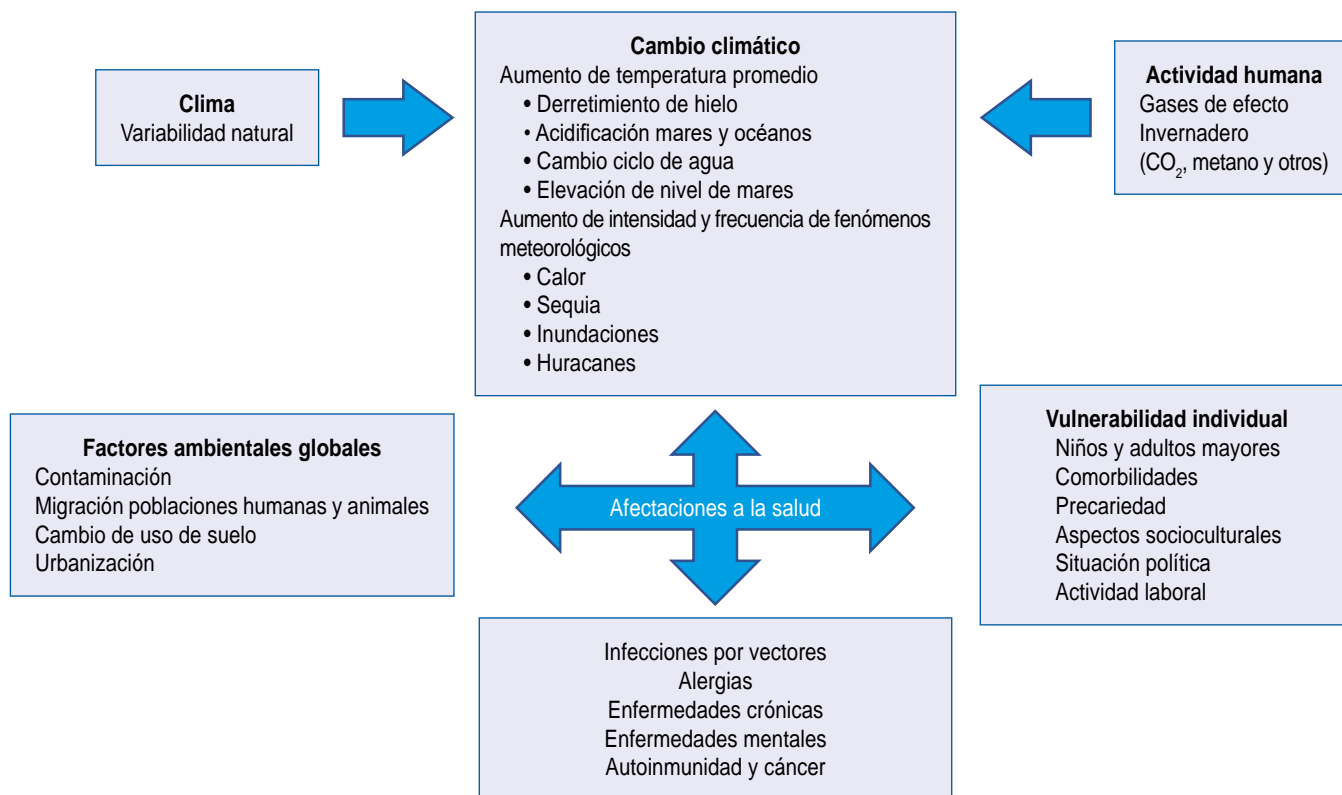 Clima
Variabilidad natural
Cambio climático
Aumento de temperatura promedio
• Derretimiento de hielo
• Acidificación mares y océanos
• Cambio ciclo de agua
• Elevación de nivel de mares
Aumento de intensidad y frecuencia de fenómenos
meteorológicos
• Calor
• Sequia
• Inundaciones
• Huracanes
Actividad humana
Gases de efecto
Invernadero
(CO₂, metano y otros)
Factores ambientales globales
Contaminación
Migración poblaciones humanas y animales
Cambio de uso de suelo
Urbanización
Afectaciones a la salud
Vulnerabilidad individual
Niños y adultos mayores
Comorbilidades
Precariedad
Aspectos socioculturales
Situación política
Actividad laboral
Infecciones por vectores
Alergias
Enfermedades crónicas
Enfermedades mentales
Autoinmunidad y cáncer